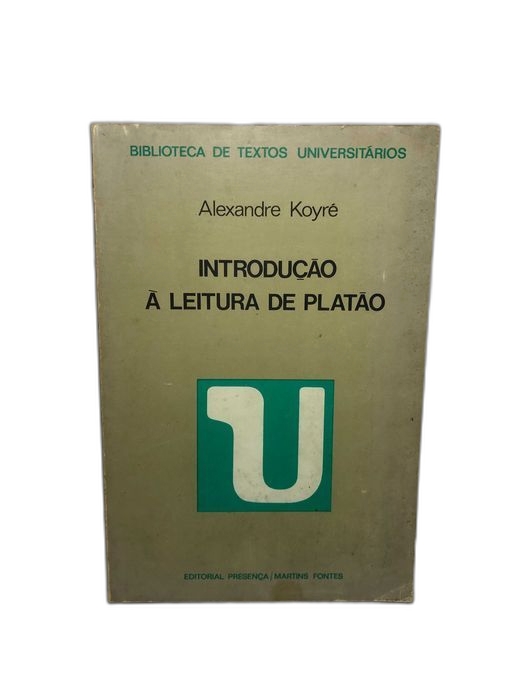 BIBLIOTECA DE TEXTOS UNIVERSITÁRIOS
Alexandre Koyré
INTRODUÇÃO
À LEITURA DE PLATÃO
U
EDITORIAL PRESENÇA/MARTINS FONTES